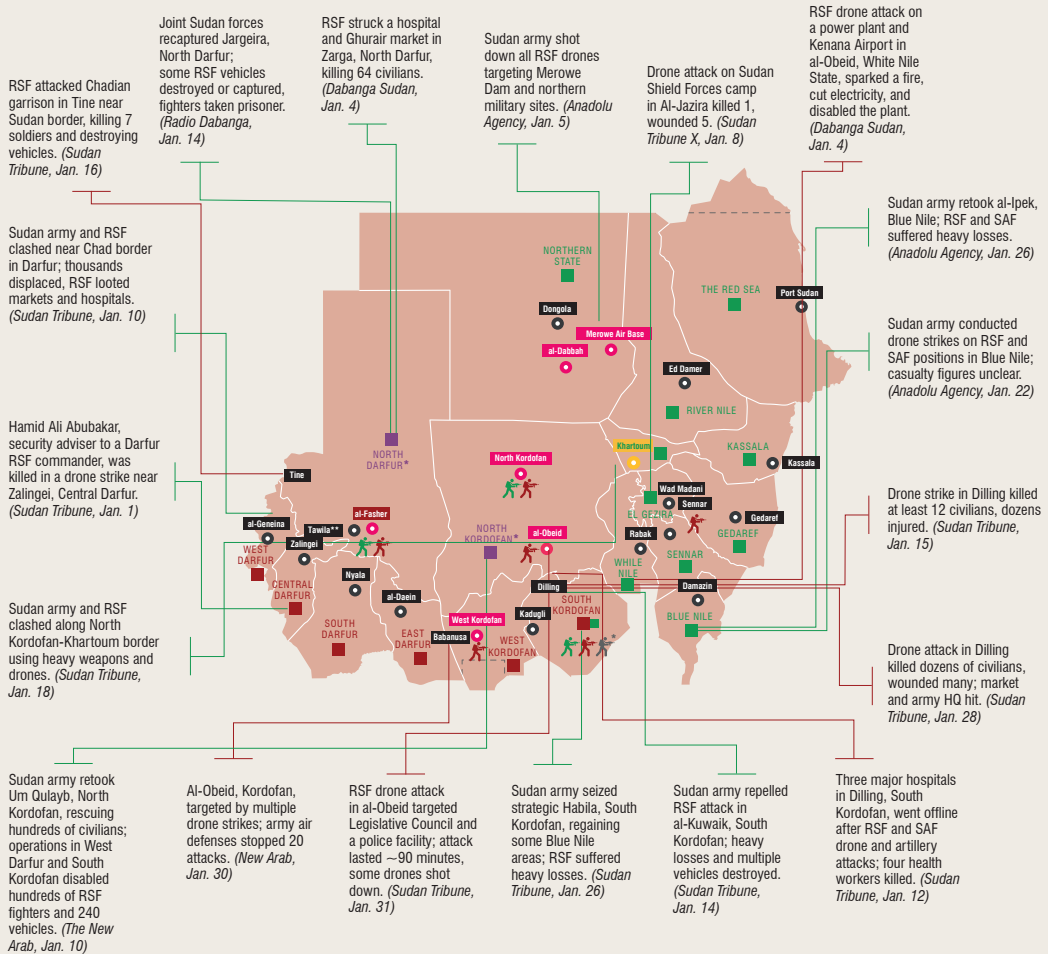 RSF attacked Chadian
garrison in Tine near
Sudan border, killing 7
soldiers and destroying
vehicles. (Sudan
Tribune, Jan. 16)
Joint Sudan forces
recaptured Jargeira,
North Darfur;
some RSF vehicles
destroyed or captured,
fighters taken prisoner.
(Radio Dabanga,
Jan. 14)
RSF struck a hospital
and Ghurair market in
Zarga, North Darfur,
killing 64 civilians.
(Dabanga Sudan,
Jan. 4)
Sudan army shot
down all RSF drones
targeting Merowe
Dam and northern
military sites. (Anadolu
Agency, Jan. 5)
Drone attack on Sudan
Shield Forces camp
in Al-Jazira killed 1,
wounded 5. (Sudan
Tribune X, Jan. 8)
RSF drone attack on
a power plant and
Kenana Airport in
al-Obeid, White Nile
State, sparked a fire,
cut electricity, and
disabled the plant.
(Dabanga Sudan,
Jan. 4)
Sudan army and RSF
clashed near Chad border
in Darfur; thousands
displaced, RSF looted
markets and hospitals.
(Sudan Tribune, Jan. 10)
Hamid Ali Abubakar,
security adviser to a Darfur
RSF commander, was
killed in a drone strike near
Zalingei, Central Darfur.
(Sudan Tribune, Jan. 1)
Sudan army and RSF
clashed along North
Kordofan-Khartoum border
using heavy weapons and
drones. (Sudan Tribune,
Jan. 18)
NORTHERN
STATE
Dongola
Merowe Air Base
al-Dabbah
THE RED SEA
Port Sudan
Ed Damer
RIVER NILE
NORTH
DARFUR*
North Kordofan
Khartoum
KASSALA
Kassala
Tine
al-Geneina
Tawila**
al-Fasher
Zalingei
WEST
DARFUR
CENTRAL
DARFUR
Nyala
al-Daein
SOUTH
DARFUR
EAST
DARFUR
NORTH
KORDOFAN*
al-Obeid
Wad Madani
EL GEZIRA
Sennar
Rabak
Gedaref
GEDAREF
SENNAR
WHILE
NILE
Damazin
BLUE NILE
Dilling
SOUTH
KORDOFAN
Kadugli
West Kordofan
Babanusa
WEST
KORDOFAN
*
Sudan army retook al-Ipek,
Blue Nile; RSF and SAF
suffered heavy losses.
(Anadolu Agency, Jan. 26)
Sudan army conducted
drone strikes on RSF and
SAF positions in Blue Nile;
casualty figures unclear.
(Anadolu Agency, Jan. 22)
Drone strike in Dilling killed
at least 12 civilians, dozens
injured. (Sudan Tribune,
Jan. 15)
Drone attack in Dilling
killed dozens of civilians,
wounded many; market
and army HQ hit. (Sudan
Tribune, Jan. 28)
Sudan army retook
Um Qulayb, North
Kordofan, rescuing
hundreds of civilians;
operations in West
Darfur and South
Kordofan disabled
hundreds of RSF
fighters and 240
vehicles. (The New
Arab, Jan. 10)
Al-Obeid, Kordofan,
targeted by multiple
drone strikes; army air
defenses stopped 20
attacks. (New Arab,
Jan. 30)
RSF drone attack
in al-Obeid targeted
Legislative Council and
a police facility; attack
lasted ~90 minutes,
some drones shot
down. (Sudan Tribune,
Jan. 31)
Sudan army seized
strategic Habila, South
Kordofan, regaining
some Blue Nile
areas; RSF suffered
heavy losses. (Sudan
Tribune, Jan. 26)
Sudan army repelled
RSF attack in
al-Kuwaik, South
Kordofan; heavy
losses and multiple
vehicles destroyed.
(Sudan Tribune,
Jan. 14)
Three major hospitals
in Dilling, South
Kordofan, went offline
after RSF and SAF
drone and artillery
attacks; four health
workers killed. (Sudan
Tribune, Jan. 12)